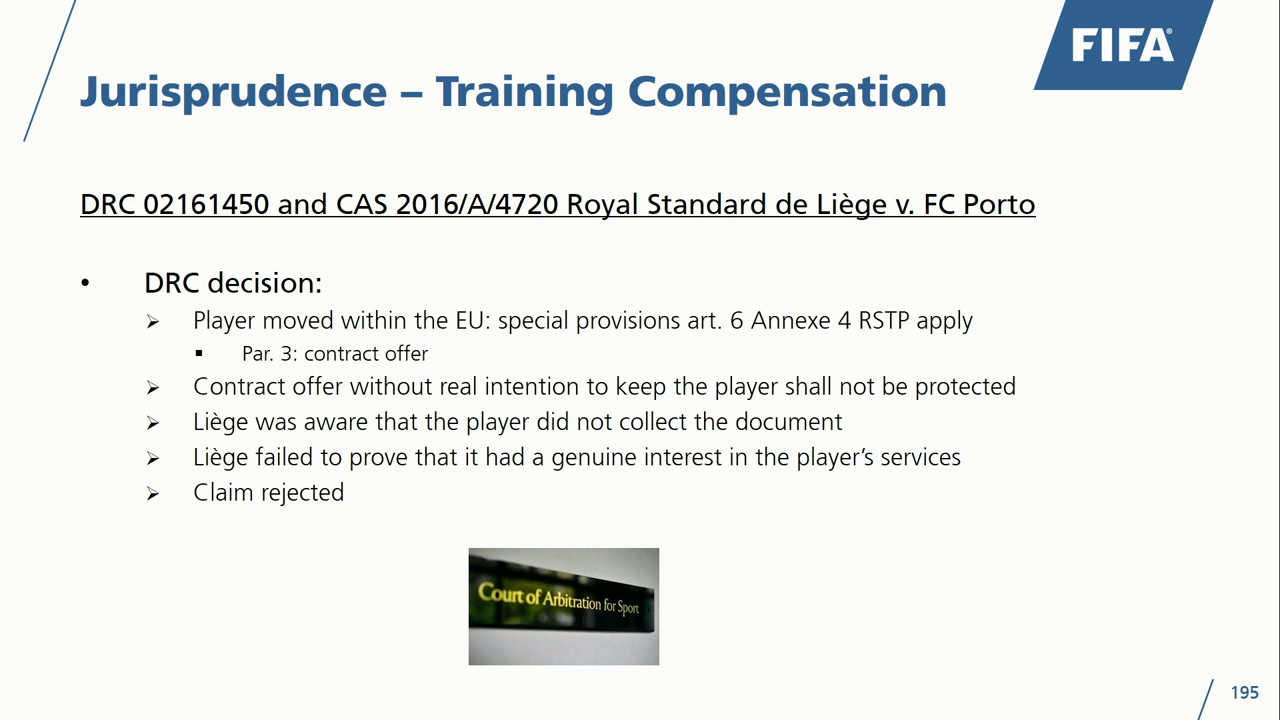 FIFA®
Jurisprudence – Training Compensation
DRC 02161450 and CAS 2016/A/4720 Royal Standard de Liège v. FC Porto
• DRC decision:
➢ Player moved within the EU: special provisions art. 6 Annexe 4 RSTP apply
▪ Par. 3: contract offer
➢ Contract offer without real intention to keep the player shall not be protected
➢ Liège was aware that the player did not collect the document
➢ Liège failed to prove that it had a genuine interest in the player’s services
➢ Claim rejected
Court of Arbitration for Sport
195